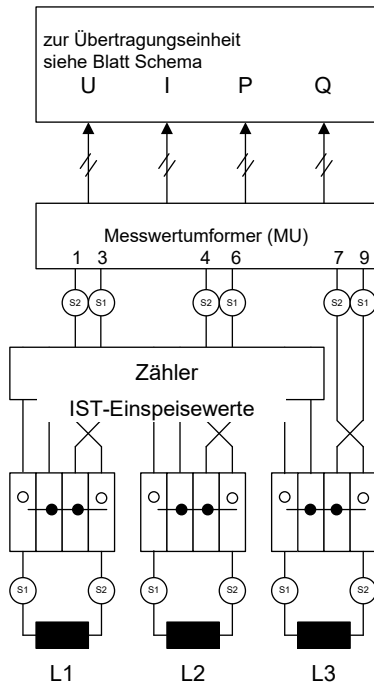 zur Übertragungseinheit
siehe Blatt Schema
U I P Q
Messwertumformer (MU)
1 3 4 6 7 9
S2 S1 S2 S1 S2 S1
Zähler
IST-Einspeisewerte
S1 S2 S1 S2 S1 S2
L1 L2 L3